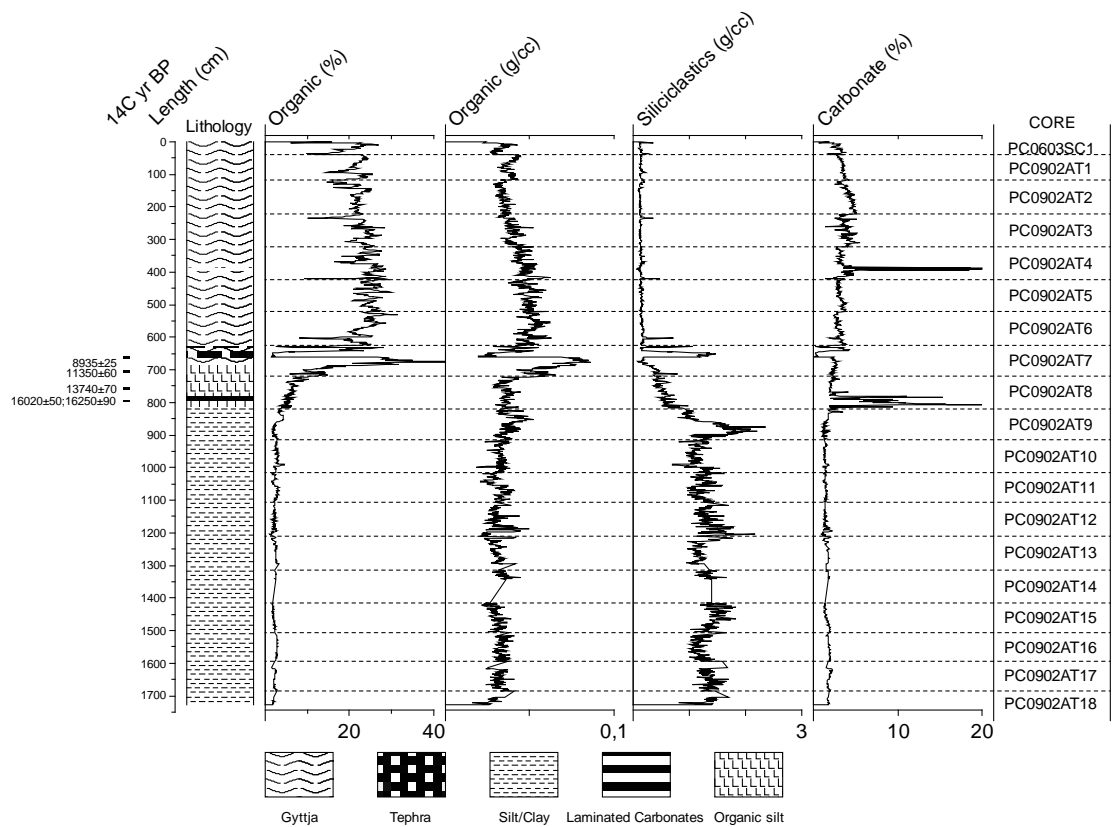 14C yr BP
Length (cm)
Lithology
Organic (%)
Organic (g/cc)
Siliciclastics (g/cc)
Carbonate (%)
CORE
0
100
200
300
400
500
600
700
800
900
1000
1100
1200
1300
1400
1500
1600
1700
8935±25
11350±60
13740±70
16020±50;16250±90
PC0603SC1
PC0902AT1
PC0902AT2
PC0902AT3
PC0902AT4
PC0902AT5
PC0902AT6
PC0902AT7
PC0902AT8
PC0902AT9
PC0902AT10
PC0902AT11
PC0902AT12
PC0902AT13
PC0902AT14
PC0902AT15
PC0902AT16
PC0902AT17
PC0902AT18
20 40 0,1 3 10 20
Gyttja Tephra Silt/Clay Laminated Carbonates Organic silt